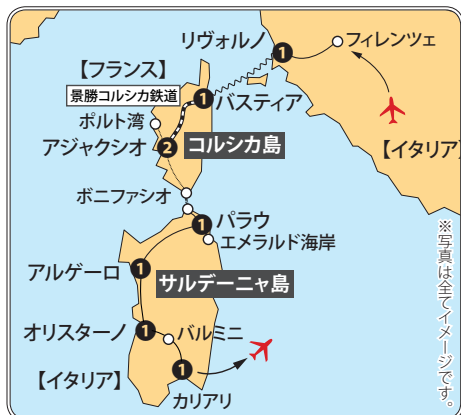 リヴォルノ
1
フィレンツェ
【フランス】
景勝コルシカ鉄道
1
バスティア
ポルト湾
アジャクシオ
2
コルシカ島
【イタリア】
ボニファシオ
1
パラウ
エメラルド海岸
アルゲーロ
1
サルデーニャ島
オリスターノ
1
バルミニ
【イタリア】
1
カリアリ
※写真は全てイメージです。